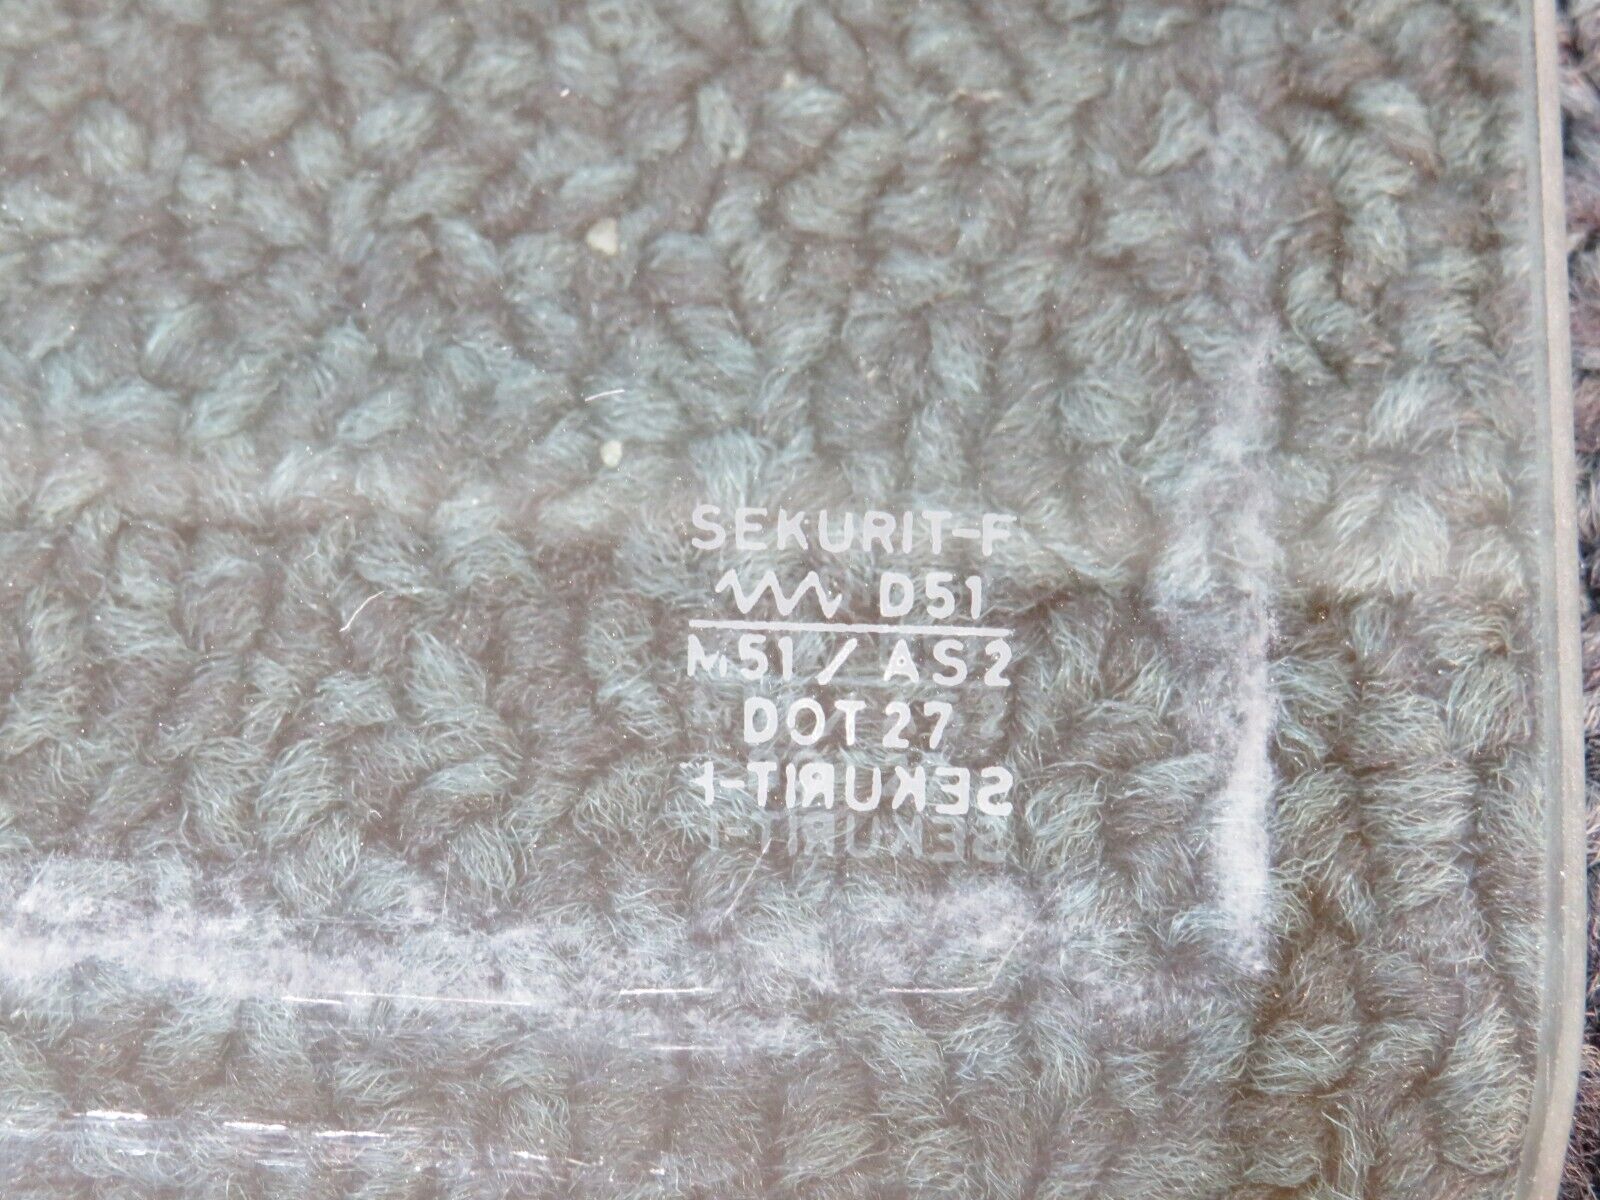 SEKURIT-F
D51
M51 / AS2
DOT 27
SEKURIT-F